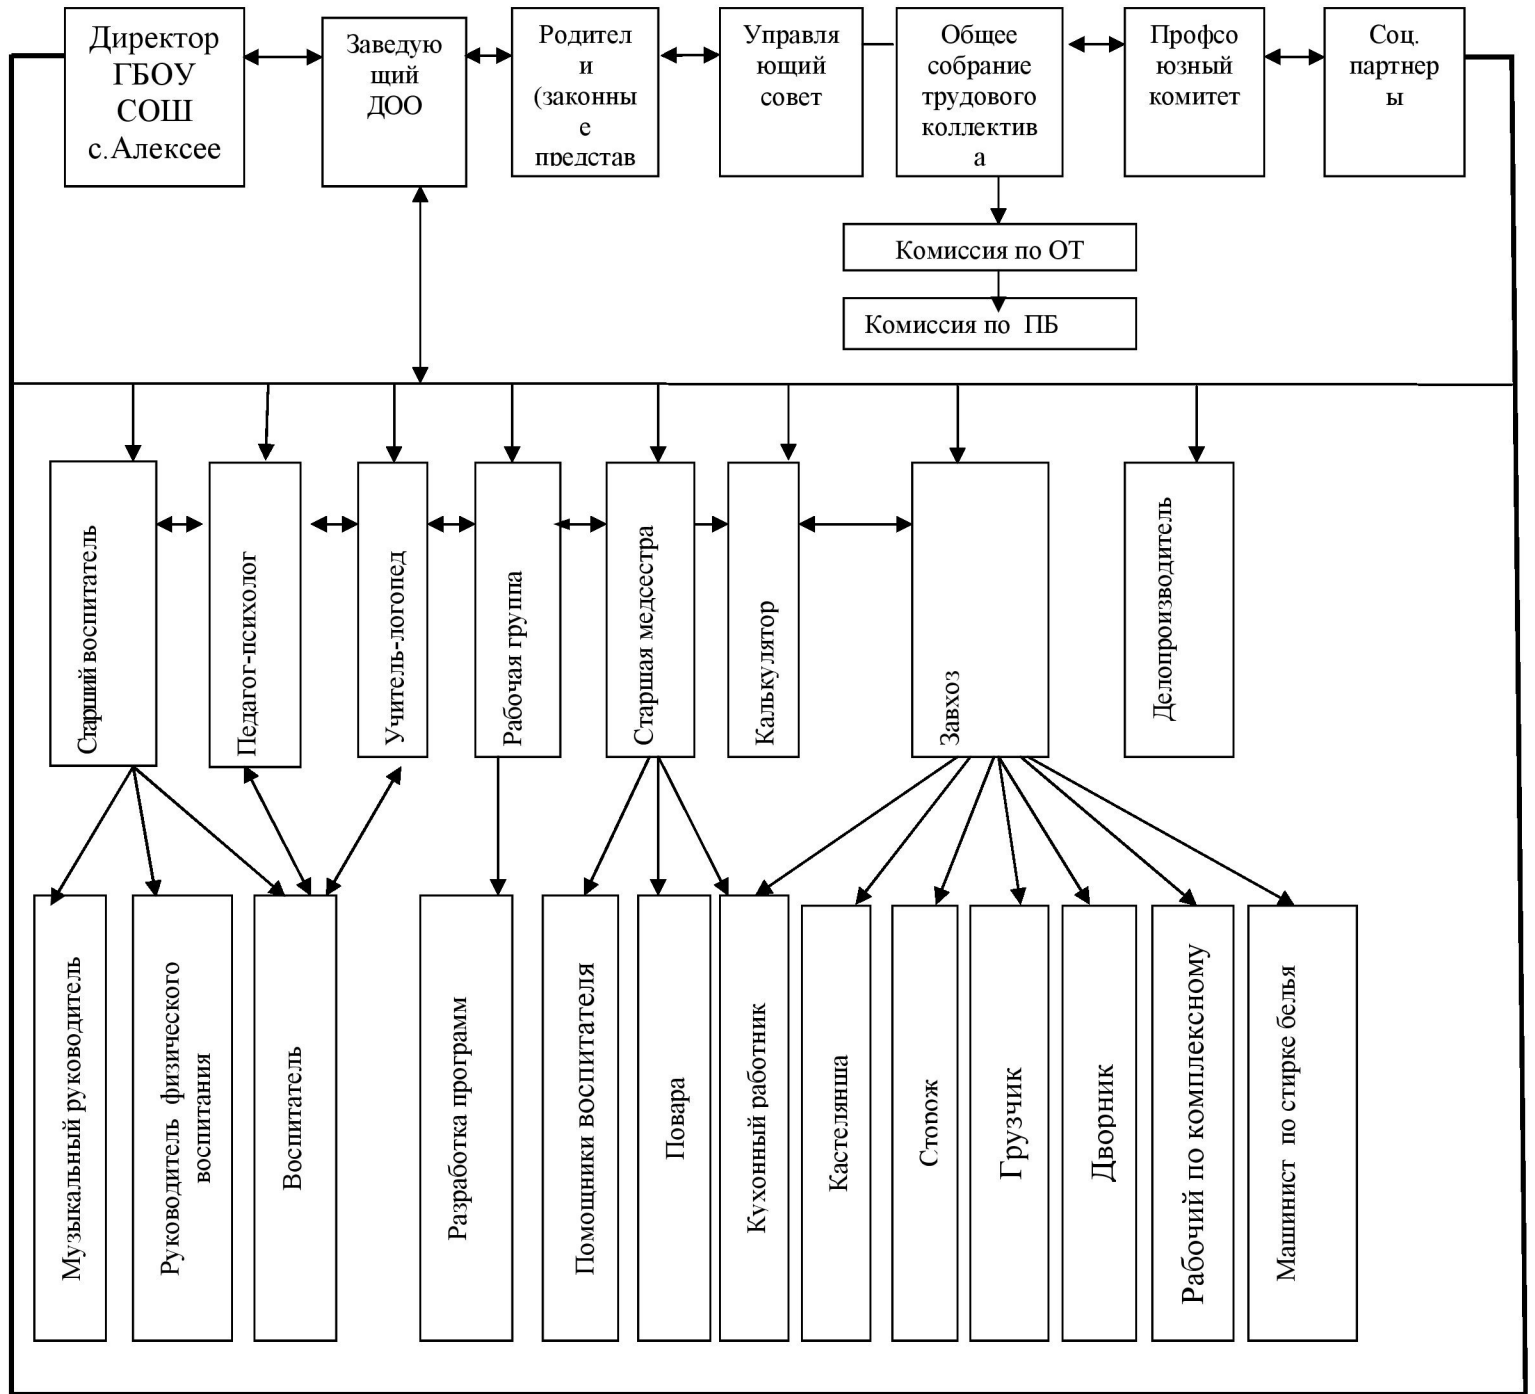 Директор
ГБОУ
СОШ
с.Алексее
Заведую
щий
ДОО
Родител
и
(законны
е
представ
Управля
ющий
совет
Общее
собрание
трудового
коллектив
а
Профсо
юзный
комитет
Соц.
партнер
ы
Комиссия по ОТ
Комиссия по ПБ
Старший воспитатель
Педагог-психолог
Учитель-логопед
Рабочая группа
Старшая медсестра
Калькулятор
Завхоз
Делопроизводитель
Музыкальный руководитель
Руководитель физического
воспитания
Воспитатель
Разработка программ
Помощники воспитателя
Повара
Кухонный работник
Кастелянша
Сторож
Грузчик
Дворник
Рабочий по комплексному
Машинист по стирке белья